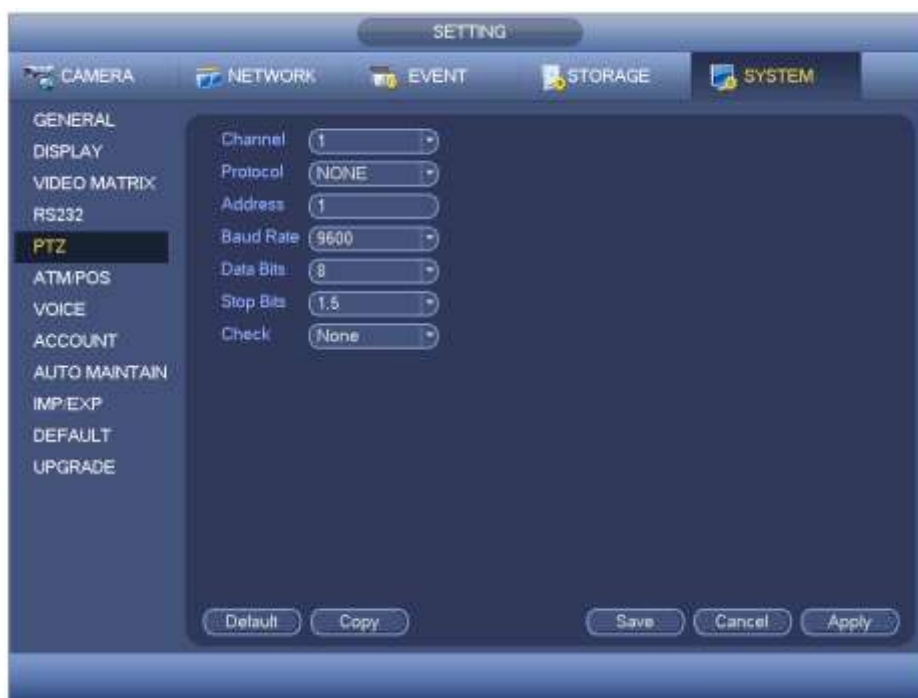 SETTING
CAMERA NETWORK EVENT STORAGE SYSTEM
GENERAL
DISPLAY
VIDEO MATRIX
RS232
PTZ
ATM/POS
VOICE
ACCOUNT
AUTO MAINTAIN
IMP/EXP
DEFAULT
UPGRADE
Channel 1
Protocol NONE
Address 1
Baud Rate 9600
Data Bits 8
Stop Bits 1.5
Check None
Default Copy Save Cancel Apply